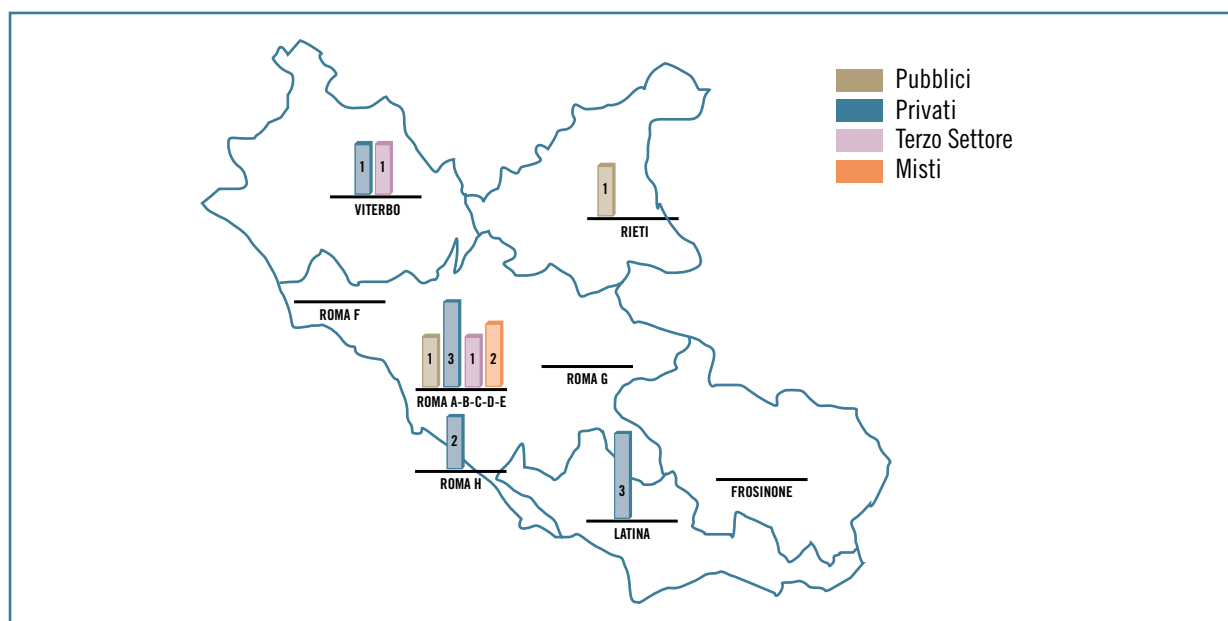 Pubblici
Privati
Terzo Settore
Misti
1 1
VITERBO
1
RIETI
ROMA F
1 3 1 2
ROMA A-B-C-D-E
ROMA G
2
ROMA H
3
LATINA
FROSINONE